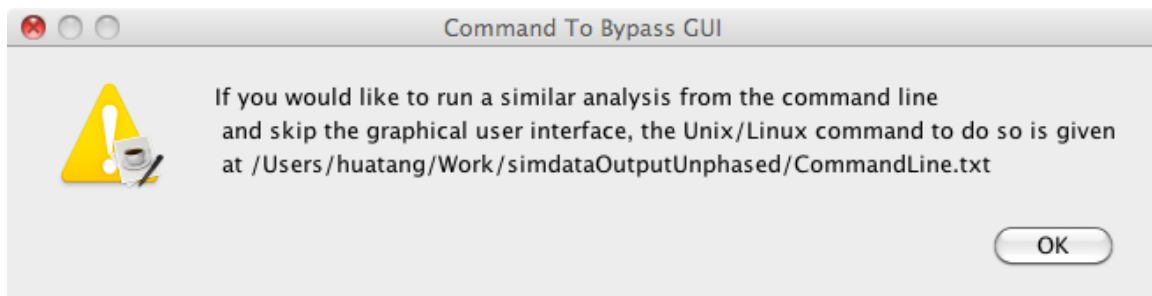 Command To Bypass GUI
If you would like to run a similar analysis from the command line
and skip the graphical user interface, the Unix/Linux command to do so is given
at /Users/huatang/Work/simdataOutputUnphased/CommandLine.txt
OK